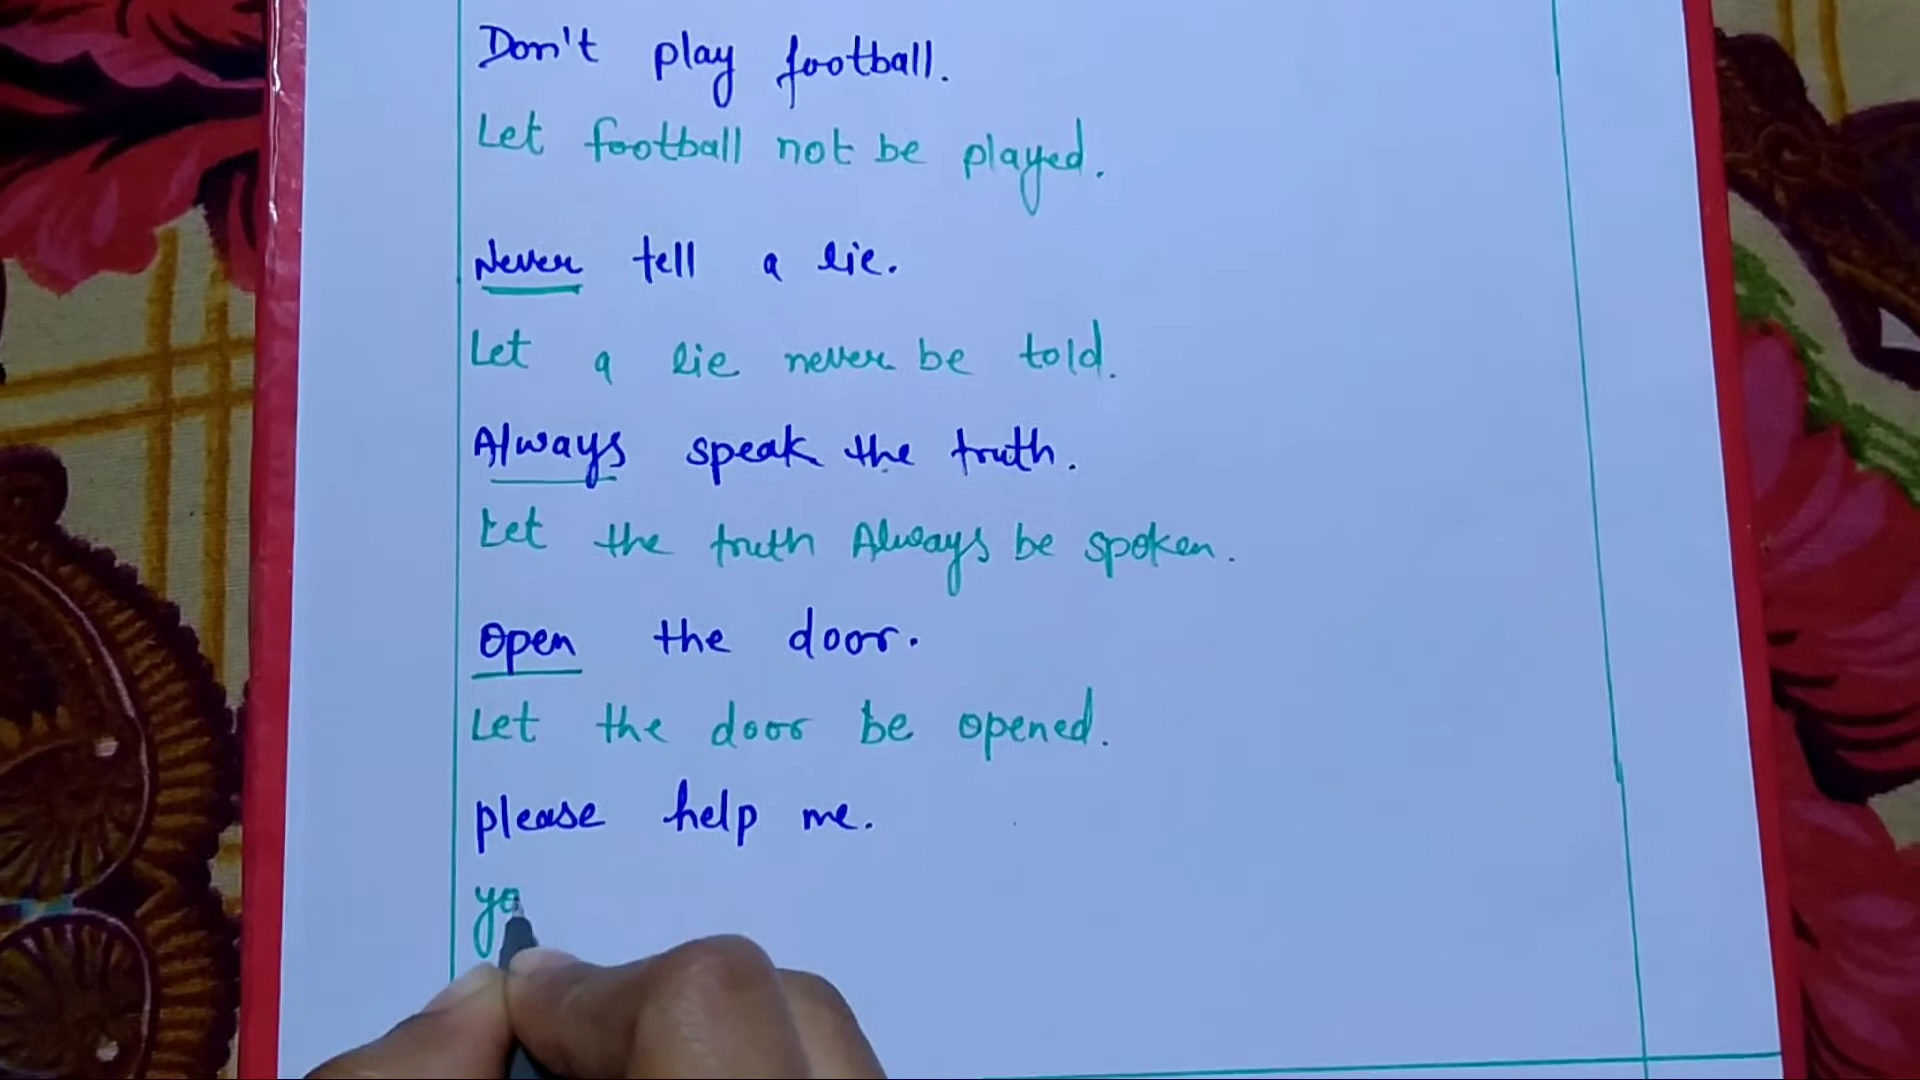 Don't play football.
Let football not be played.
Never tell a lie.
Let a lie never be told.
Always speak the truth.
Let the truth Always be spoken.
Open the door.
Let the door be opened.
please help me.
yo